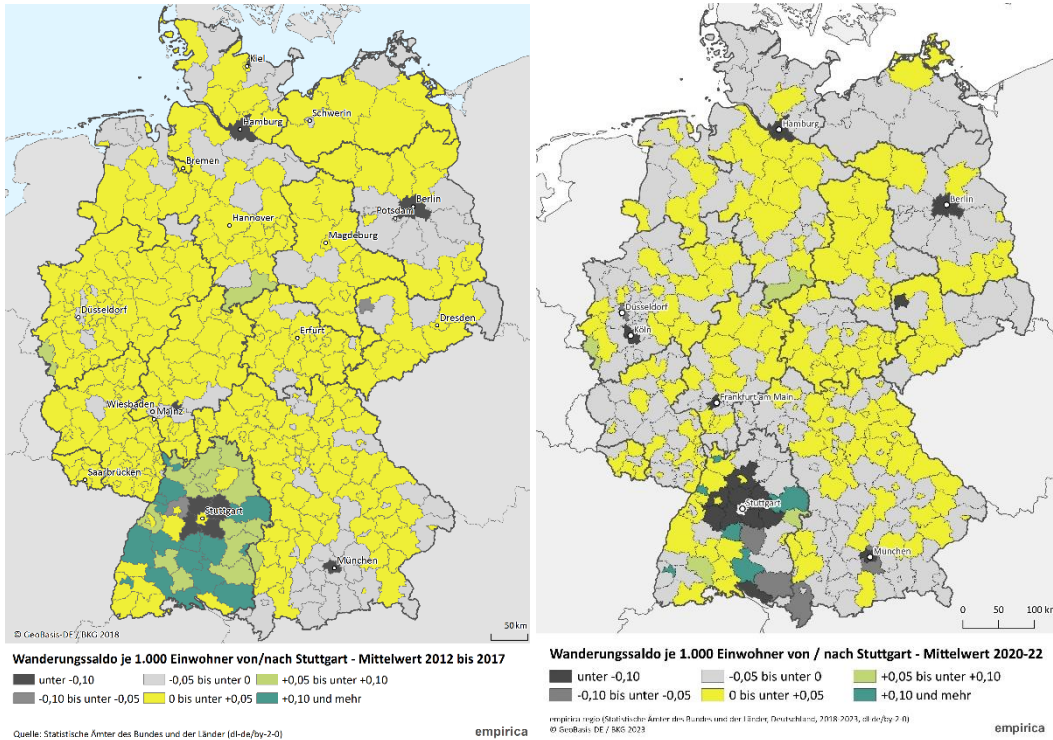 Kiel
Hamburg
Schwerin
Bremen
Berlin
Potsdam
Hannover
Magdeburg
Düsseldorf
Erfurt
Dresden
Wiesbaden
Mainz
Saarbrücken
Stuttgart
München
© GeoBasis-DE / BKG 2018
50 km
Wanderungssaldo je 1.000 Einwohner von/nach Stuttgart - Mittelwert 2012 bis 2017
unter -0,10
-0,05 bis unter 0
+0,05 bis unter +0,10
-0,10 bis unter -0,05
0 bis unter +0,05
+0,10 und mehr
Quelle: Statistische Ämter des Bundes und der Länder (dl-de/by-2-0)
empirica
Hamburg
Berlin
Düsseldorf
Köln
Frankfurt am Main
Stuttgart
München
0 50 100 km
Wanderungssaldo je 1.000 Einwohner von / nach Stuttgart - Mittelwert 2020-22
unter -0,10
-0,05 bis unter 0
+0,05 bis unter +0,10
-0,10 bis unter -0,05
0 bis unter +0,05
+0,10 und mehr
empirica regio (Statistische Ämter des Bundes und der Länder, Deutschland, 2018-2023, dl-de/by-2-0)
© GeoBasis-DE / BKG 2023
empirica